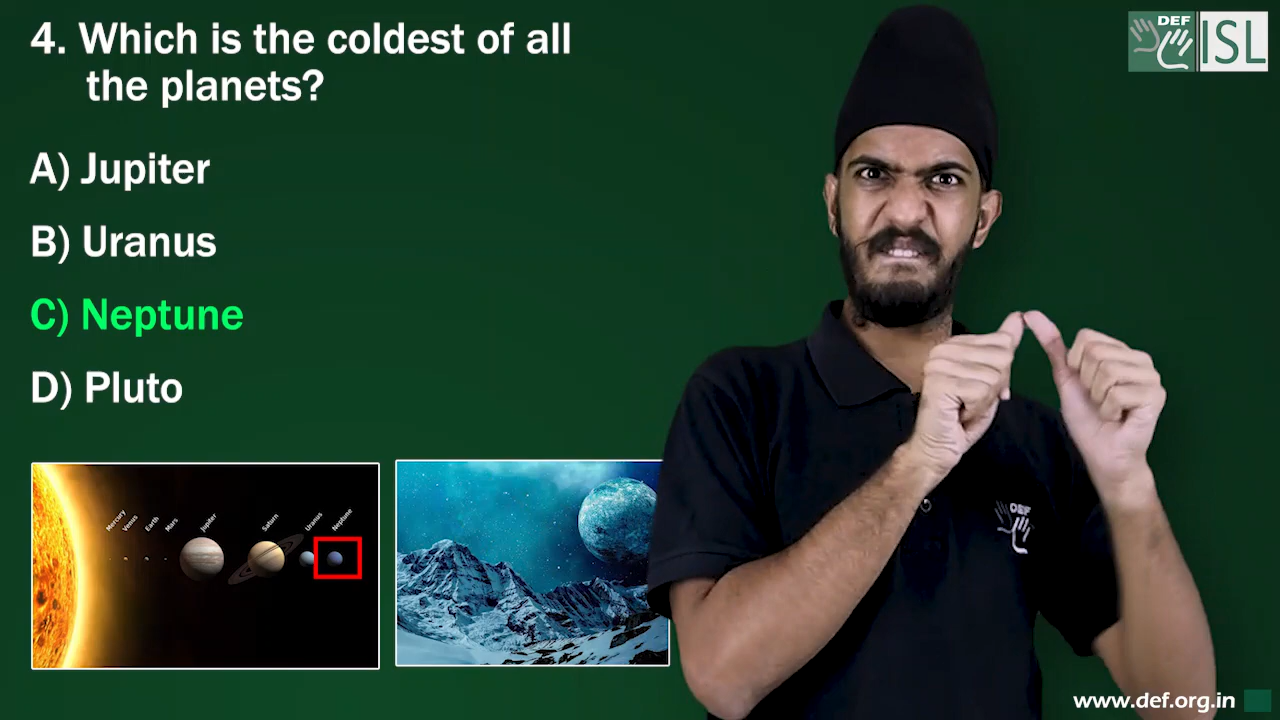 4. Which is the coldest of all
the planets?
A) Jupiter
B) Uranus
C) Neptune
D) Pluto
DEF
ISL
Mercury
Venus
Earth
Mars
Jupiter
Saturn
Uranus
Neptune
DEF
www.def.org.in